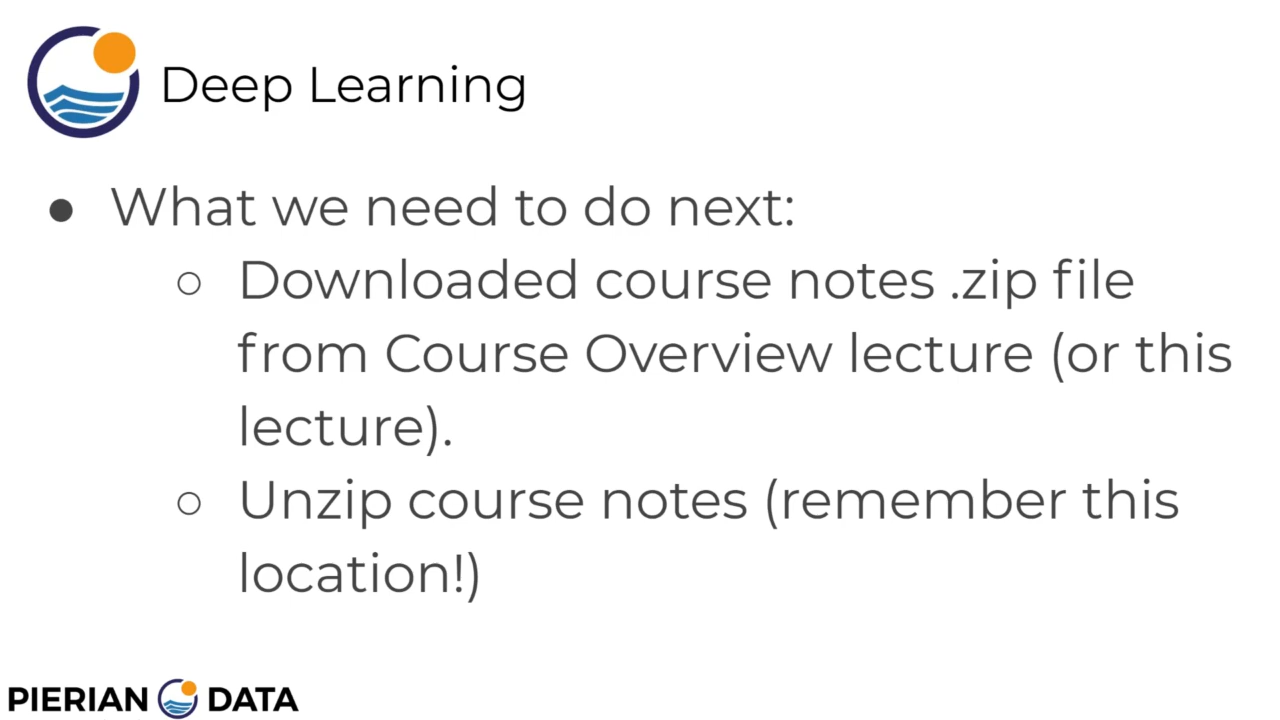 Deep Learning
● What we need to do next:
○ Downloaded course notes .zip file
from Course Overview lecture (or this
lecture).
○ Unzip course notes (remember this
location!)
PIERIAN DATA